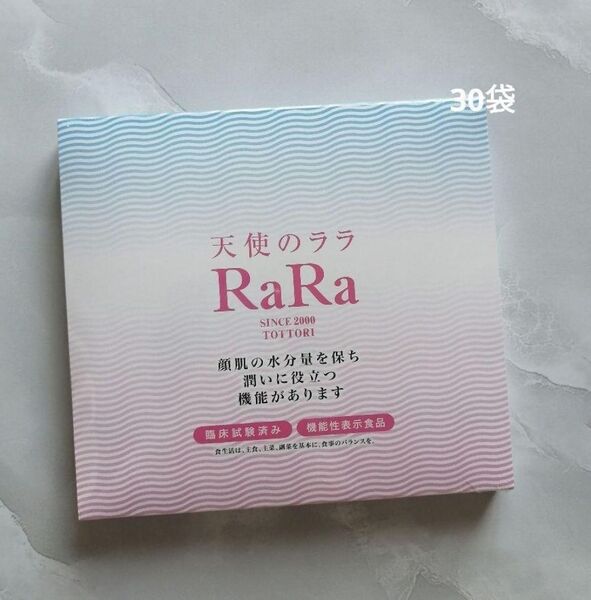 30袋
天使のララ
RaRa
SINCE 2000
TOTTORI
顔肌の水分量を保ち
潤いに役立つ
機能があります
臨床試験済み 機能性表示食品
食生活は、主食、主菜、副菜を基本に、食事のバランスを。